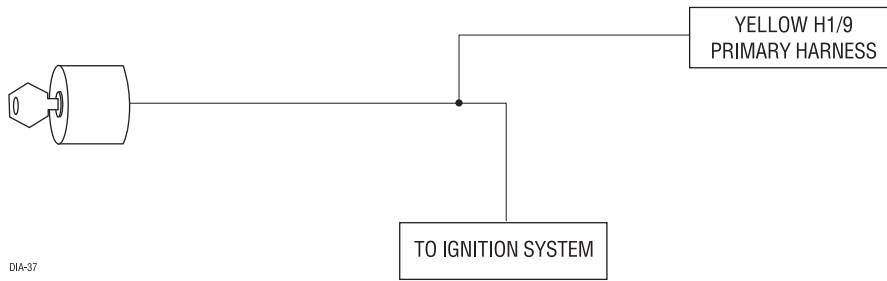 YELLOW H1/9
PRIMARY HARNESS
TO IGNITION SYSTEM
DIA-37